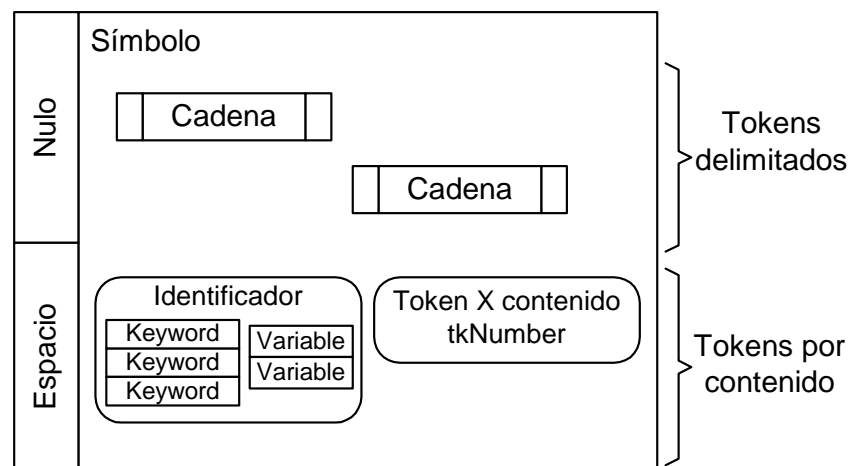 Símbolo
Nulo
Cadena
Cadena
Tokens
delimitados
Espacio
Identificador
Keyword
Keyword
Keyword
Variable
Variable
Token X contenido
tkNumber
Tokens por
contenido